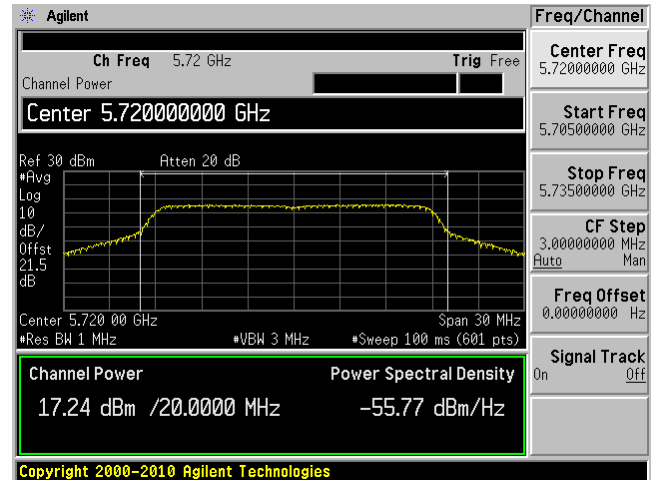 Agilent
Freq/Channel
Ch Freq 5.72 GHz Trig Free
Channel Power
Center 5.720000000 GHz
Ref 30 dBm Atten 20 dB
#Avg
Log
10
dB/
Offst
21.5
dB
Center 5.720 00 GHz Span 30 MHz
#Res BW 1 MHz #VBW 3 MHz #Sweep 100 ms (601 pts)
Channel Power Power Spectral Density
17.24 dBm /20.0000 MHz -55.77 dBm/Hz
Center Freq
5.72000000 GHz
Start Freq
5.70500000 GHz
Stop Freq
5.73500000 GHz
CF Step
3.00000000 MHz
Auto Man
Freq Offset
0.00000000 Hz
Signal Track
On Off
Copyright 2000-2010 Agilent Technologies